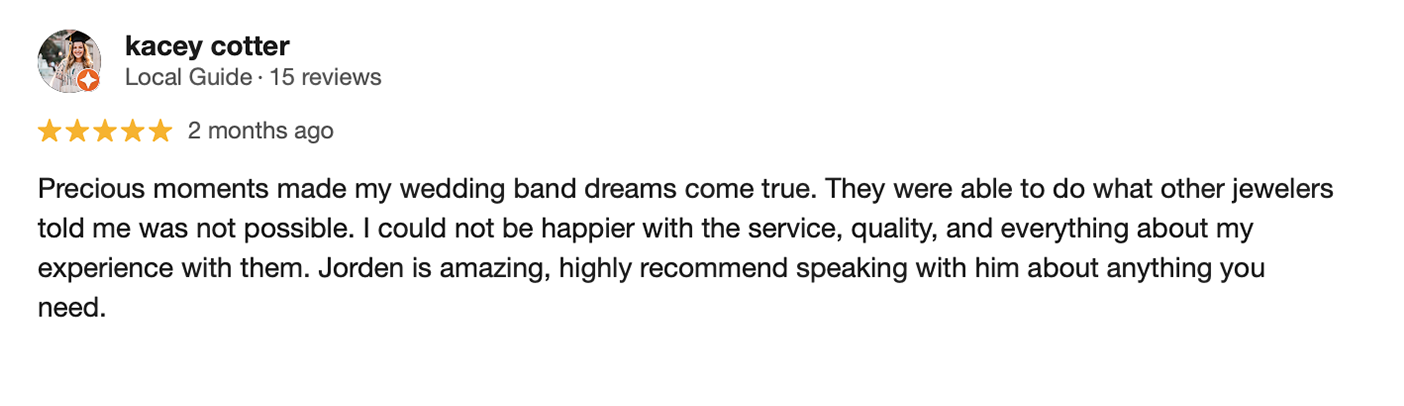 kacey cotter
Local Guide · 15 reviews
2 months ago
Precious moments made my wedding band dreams come true. They were able to do what other jewelers
told me was not possible. I could not be happier with the service, quality, and everything about my
experience with them. Jorden is amazing, highly recommend speaking with him about anything you
need.